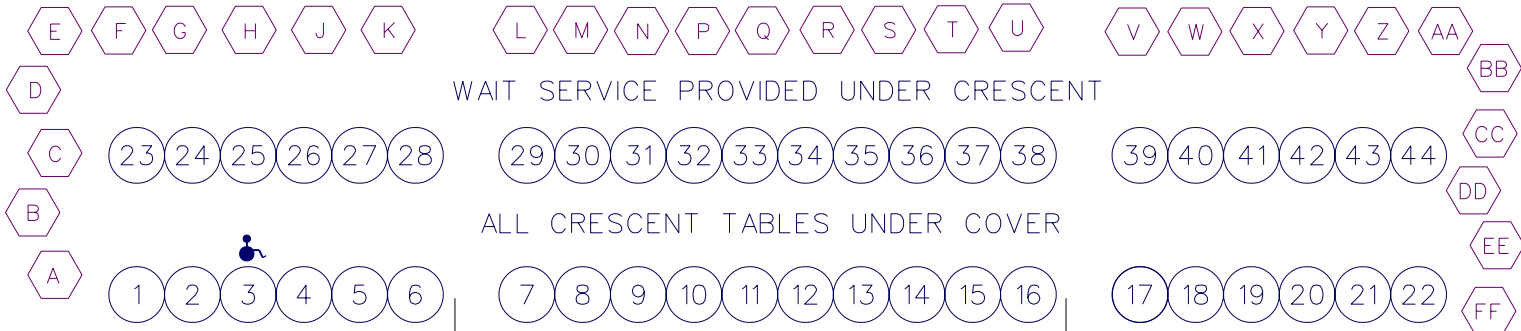 E F G H J K L M N P Q R S T U V W X Y Z AA
D BB
WAIT SERVICE PROVIDED UNDER CRESCENT
C 23 24 25 26 27 28 29 30 31 32 33 34 35 36 37 38 39 40 41 42 43 44 CC
B DD
ALL CRESCENT TABLES UNDER COVER
EE
A 1 2 3 4 5 6 7 8 9 10 11 12 13 14 15 16 17 18 19 20 21 22 FF